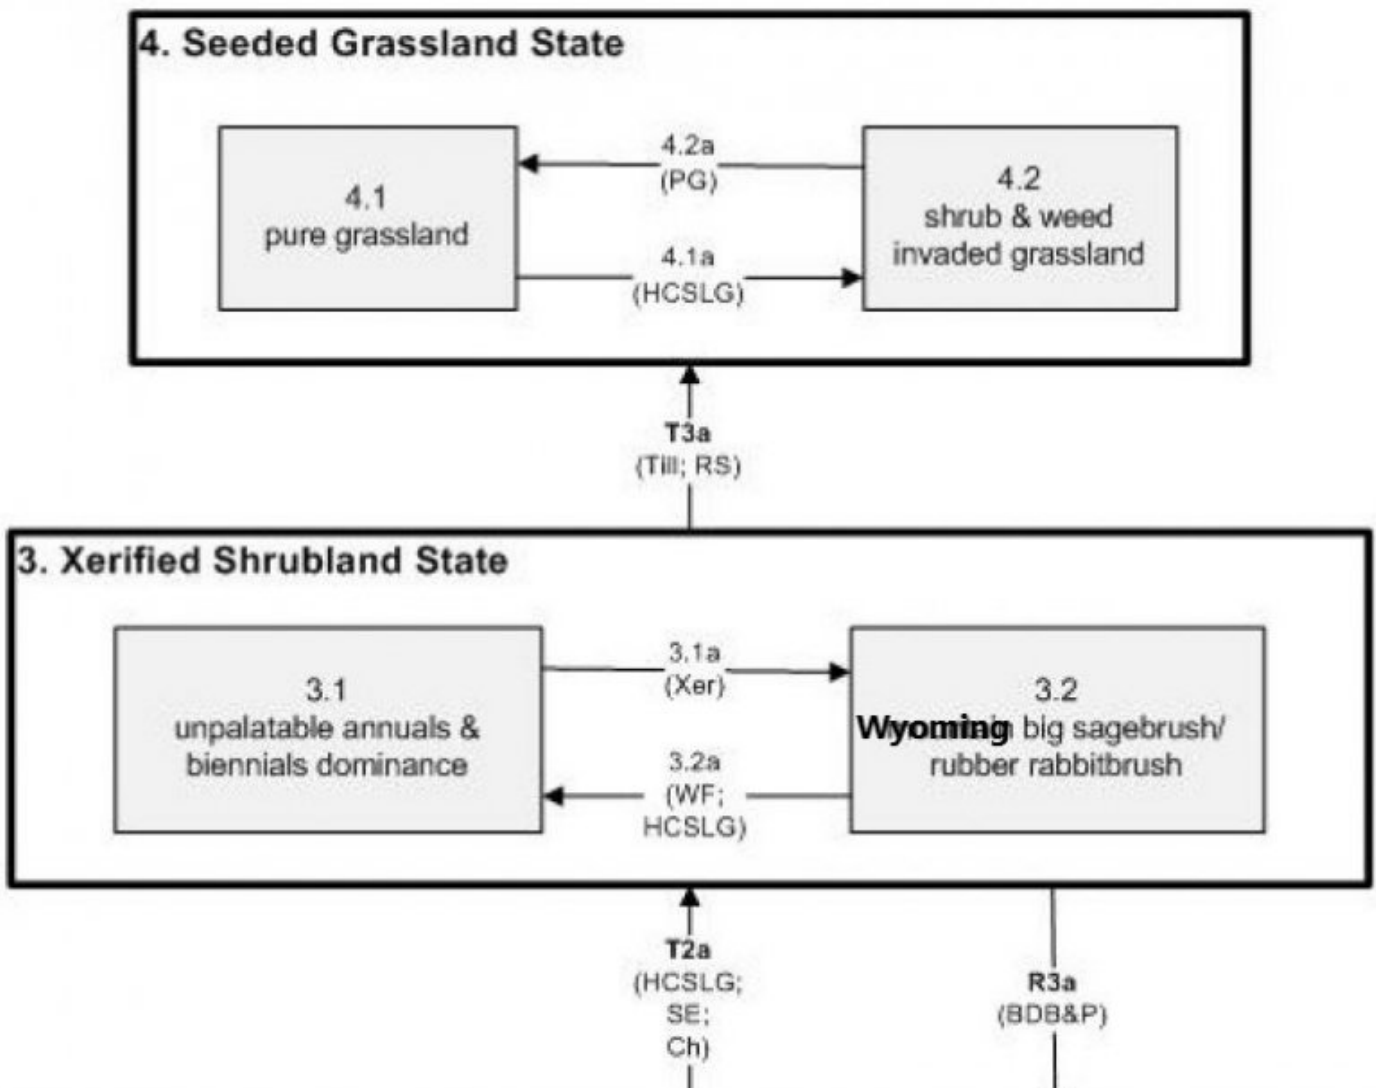 4. Seeded Grassland State
4.1
pure grassland
4.2a
(PG)
4.1a
(HCSLG)
4.2
shrub & weed
invaded grassland
T3a
(Till; RS)
3. Xerified Shrubland State
3.1
unpalatable annuals &
biennials dominance
3.1a
(Xer)
3.2a
(WF;
HCSLG)
3.2
Wyoming big sagebrush/
rubber rabbitbrush
T2a
(HCSLG;
SE;
Ch)
R3a
(BDB&P)